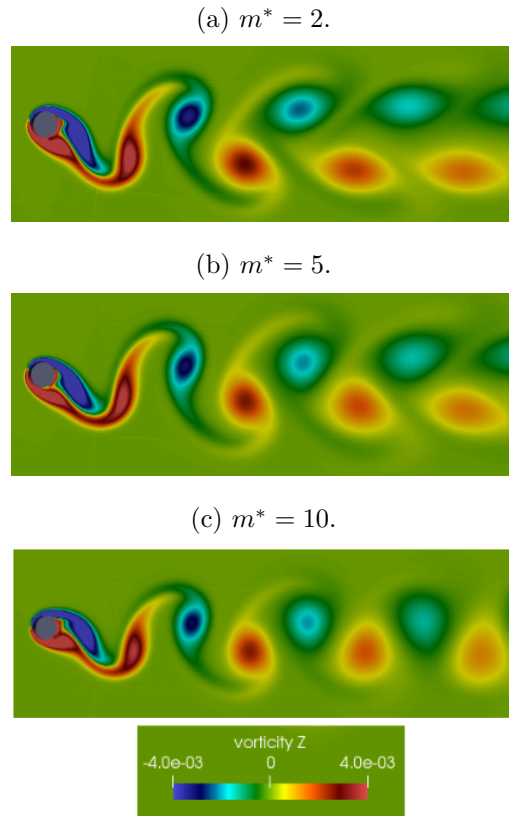 (a) m* = 2.
(b) m* = 5.
(c) m* = 10.
vorticity Z
-4.0e-03 0 4.0e-03